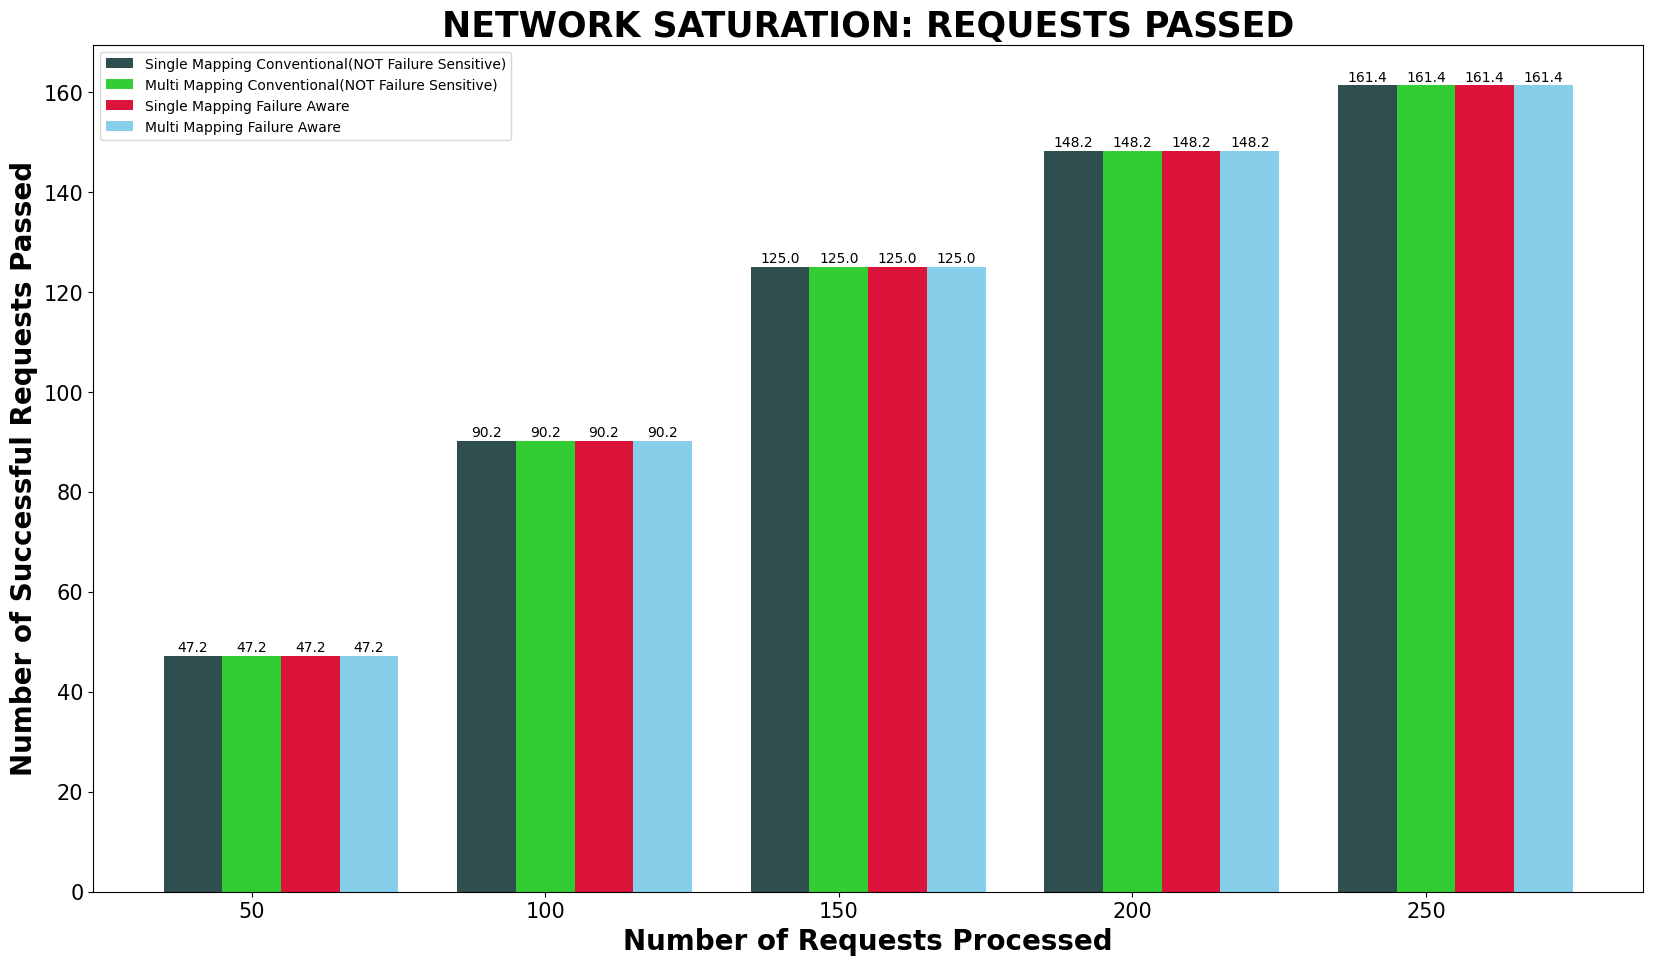 NETWORK SATURATION: REQUESTS PASSED
Single Mapping Conventional(NOT Failure Sensitive)
Multi Mapping Conventional(NOT Failure Sensitive)
Single Mapping Failure Aware
Multi Mapping Failure Aware
Number of Successful Requests Passed
160
140
120
100
80
60
40
20
0
47.2 47.2 47.2 47.2
90.2 90.2 90.2 90.2
125.0 125.0 125.0 125.0
148.2 148.2 148.2 148.2
161.4 161.4 161.4 161.4
50 100 150 200 250
Number of Requests Processed